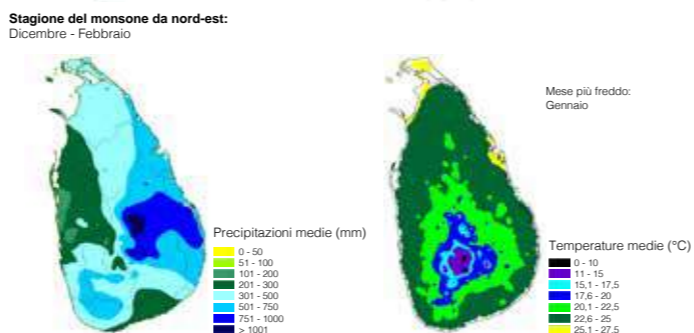 Stagione del monsone da nord-est:
Dicembre - Febbraio
Mese più freddo:
Gennaio
Precipitazioni medie (mm)
0 - 50
51 - 100
101 - 200
201 - 300
301 - 500
501 - 750
751 - 1000
> 1001
Temperature medie (°C)
0 - 10
11 - 15
15,1 - 17,5
17,6 - 20
20,1 - 22,5
22,6 - 25
25,1 - 27,5